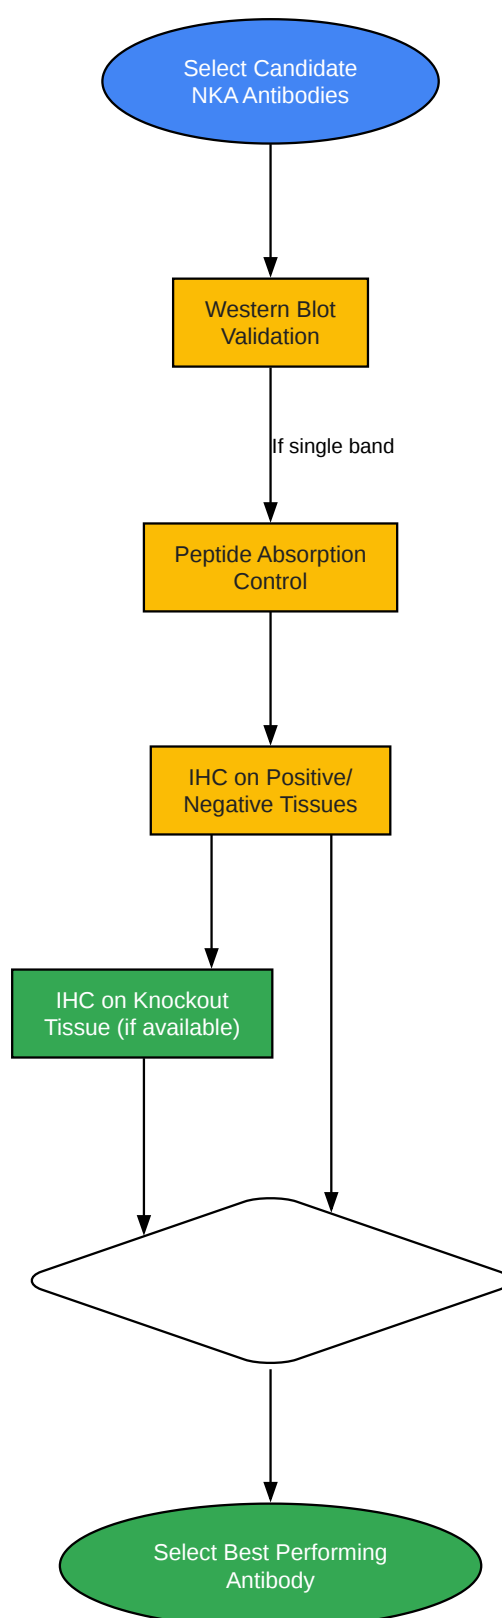 Select Candidate
NKA Antibodies
Western Blot
Validation
If single band
Peptide Absorption
Control
IHC on Positive/
Negative Tissues
IHC on Knockout
Tissue (if available)
Select Best Performing
Antibody